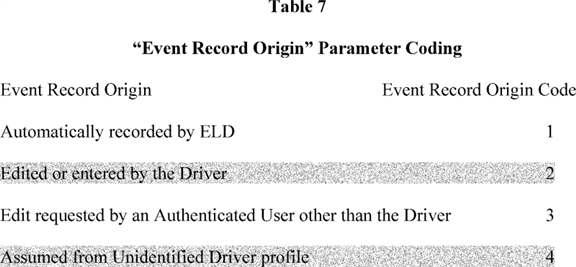 Table 7
“Event Record Origin” Parameter Coding
Event Record Origin Event Record Origin Code
Automatically recorded by ELD 1
Edited or entered by the Driver 2
Edit requested by an Authenticated User other than the Driver 3
Assumed from Unidentified Driver profile 4